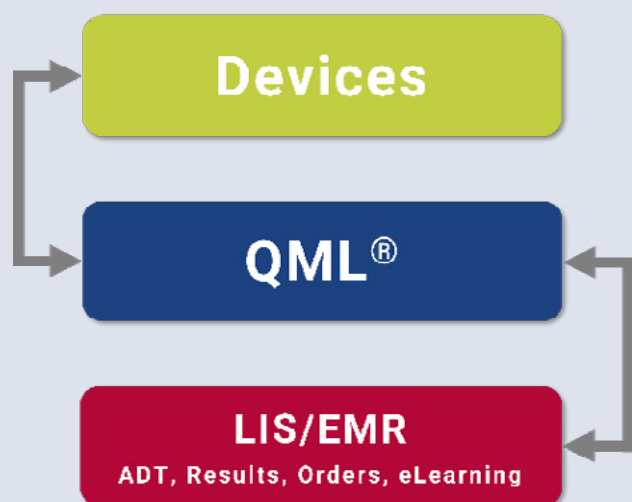 Devices
QML®
LIS/EMR
ADT, Results, Orders, eLearning